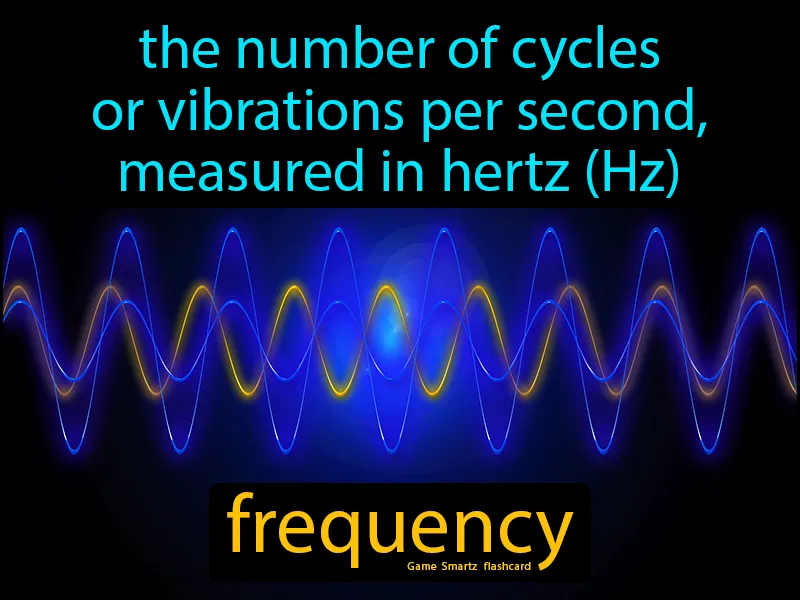 the number of cycles
or vibrations per second,
measured in hertz (Hz)
frequency
Game Smartz flashcard